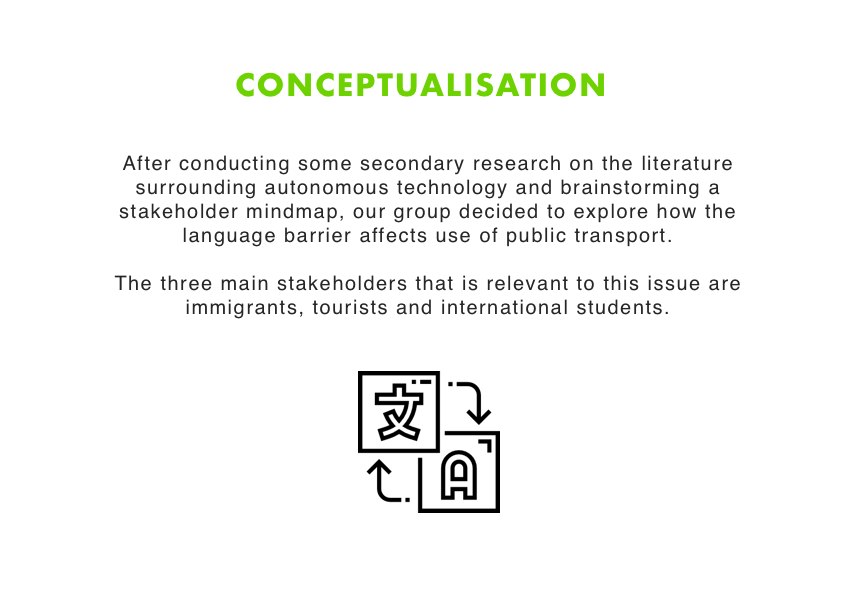 CONCEPTUALISATION
After conducting some secondary research on the literature
surrounding autonomous technology and brainstorming a
stakeholder mindmap, our group decided to explore how the
language barrier affects use of public transport.
The three main stakeholders that is relevant to this issue are
immigrants, tourists and international students.
文
A